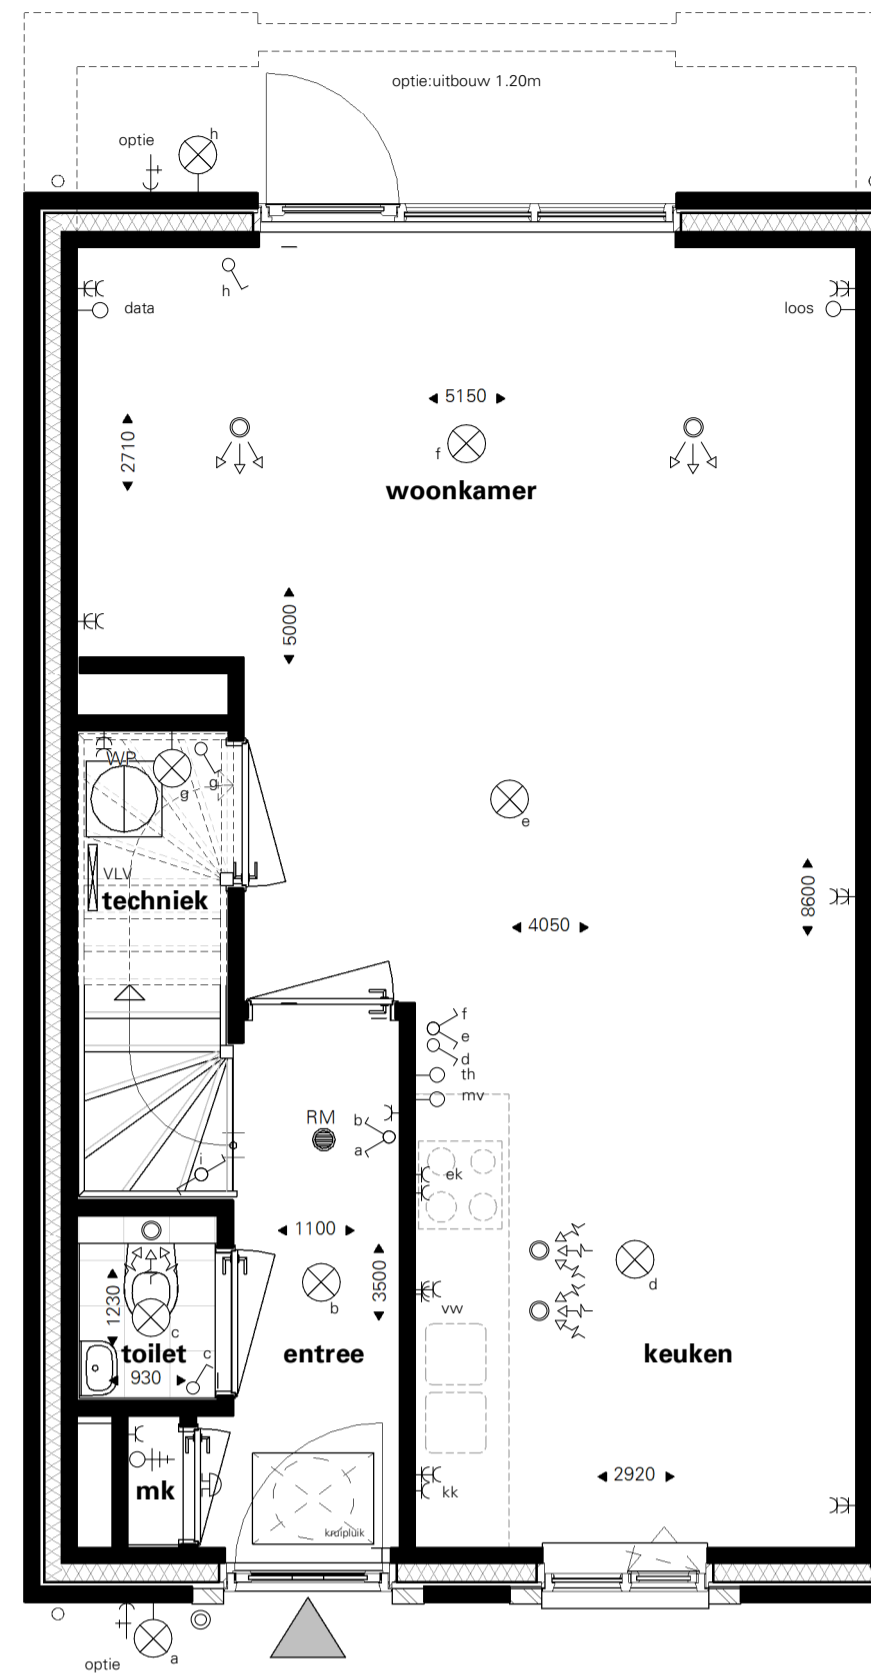 optie:uitbouw 1.20m
optie
h
h
data
loos
5150
2710
f
woonkamer
5000
WP
g
g
e
VLV
techniek
8600
4050
f
e
d
th
mv
RM
b
a
i
ek
1100
3500
d
1230
b
vw
c
toilet
c
entree
keuken
930
2920
mk
kk
kruipluik
a
optie